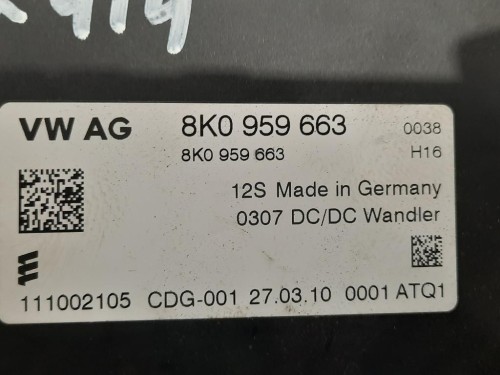 VW AG 8K0 959 663 0038
8K0 959 663 H16
12S Made in Germany
0307 DC/DC Wandler
111002105 CDG-001 27.03.10 0001 ATQ1